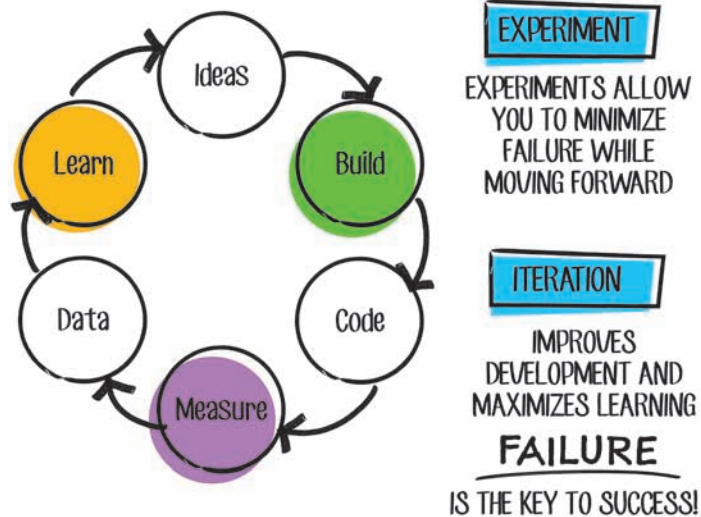 Ideas
Build
Code
Measure
Data
Learn
EXPERIMENT
EXPERIMENTS ALLOW
YOU TO MINIMIZE
FAILURE WHILE
MOVING FORWARD
ITERATION
IMPROVES
DEVELOPMENT AND
MAXIMIZES LEARNING
FAILURE
IS THE KEY TO SUCCESS!